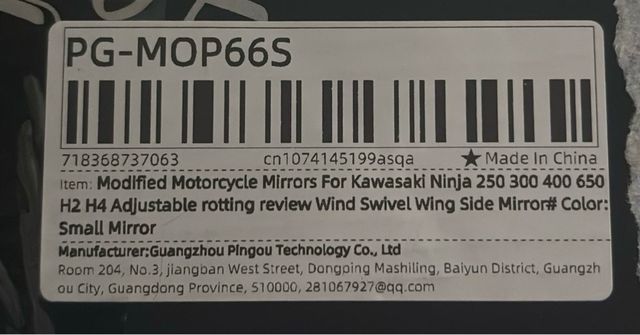 PG-MOP66S
718368737063 cn1074145199asqa ★Made In China
Item: Modified Motorcycle Mirrors For Kawasaki Ninja 250 300 400 650
H2 H4 Adjustable rotting review Wind Swivel Wing Side Mirror# Color:
Small Mirror
Manufacturer:Guangzhou Pingou Technology Co., Ltd
Room 204, No.3, jiangban West Street, Dongping Mashiling, Baiyun District, Guangzh
ou City, Guangdong Province, 510000, 281067927@qq.com